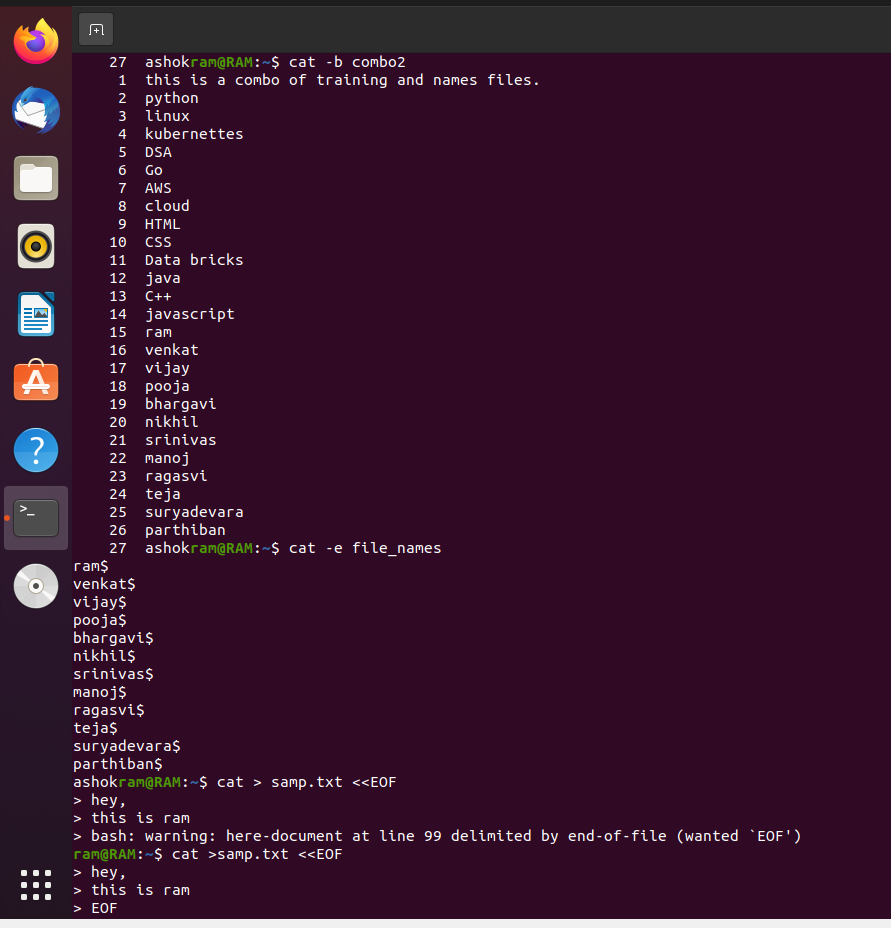 27  ashokram@RAM:~$ cat -b combo2
1  this is a combo of training and names files.
2  python
3  linux
4  kubernettes
5  DSA
6  Go
7  AWS
8  cloud
9  HTML
10  CSS
11  Data bricks
12  java
13  C++
14  javascript
15  ram
16  venkat
17  vijay
18  pooja
19  bhargavi
20  nikhil
21  srinivas
22  manoj
23  ragasvi
24  teja
25  suryadevara
26  parthiban
27  ashokram@RAM:~$ cat -e file_names
ram$
venkat$
vijay$
pooja$
bhargavi$
nikhil$
srinivas$
manoj$
ragasvi$
teja$
suryadevara$
parthiban$
ashokram@RAM:~$ cat > samp.txt <<EOF
> hey,
> this is ram
> bash: warning: here-document at line 99 delimited by end-of-file (wanted `EOF')
ram@RAM:~$ cat >samp.txt <<EOF
> hey,
> this is ram
> EOF